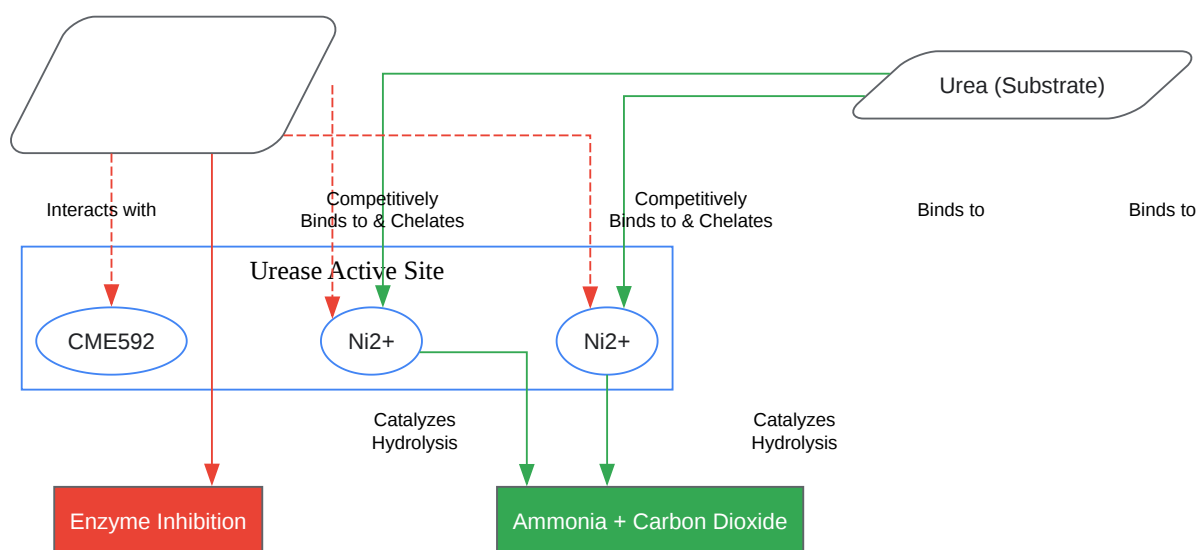 Urea (Substrate)
Interacts with
Competitively
Binds to & Chelates
Competitively
Binds to & Chelates
Binds to
Binds to
Urease Active Site
CME592
Ni2+
Ni2+
Catalyzes
Hydrolysis
Catalyzes
Hydrolysis
Enzyme Inhibition
Ammonia + Carbon Dioxide